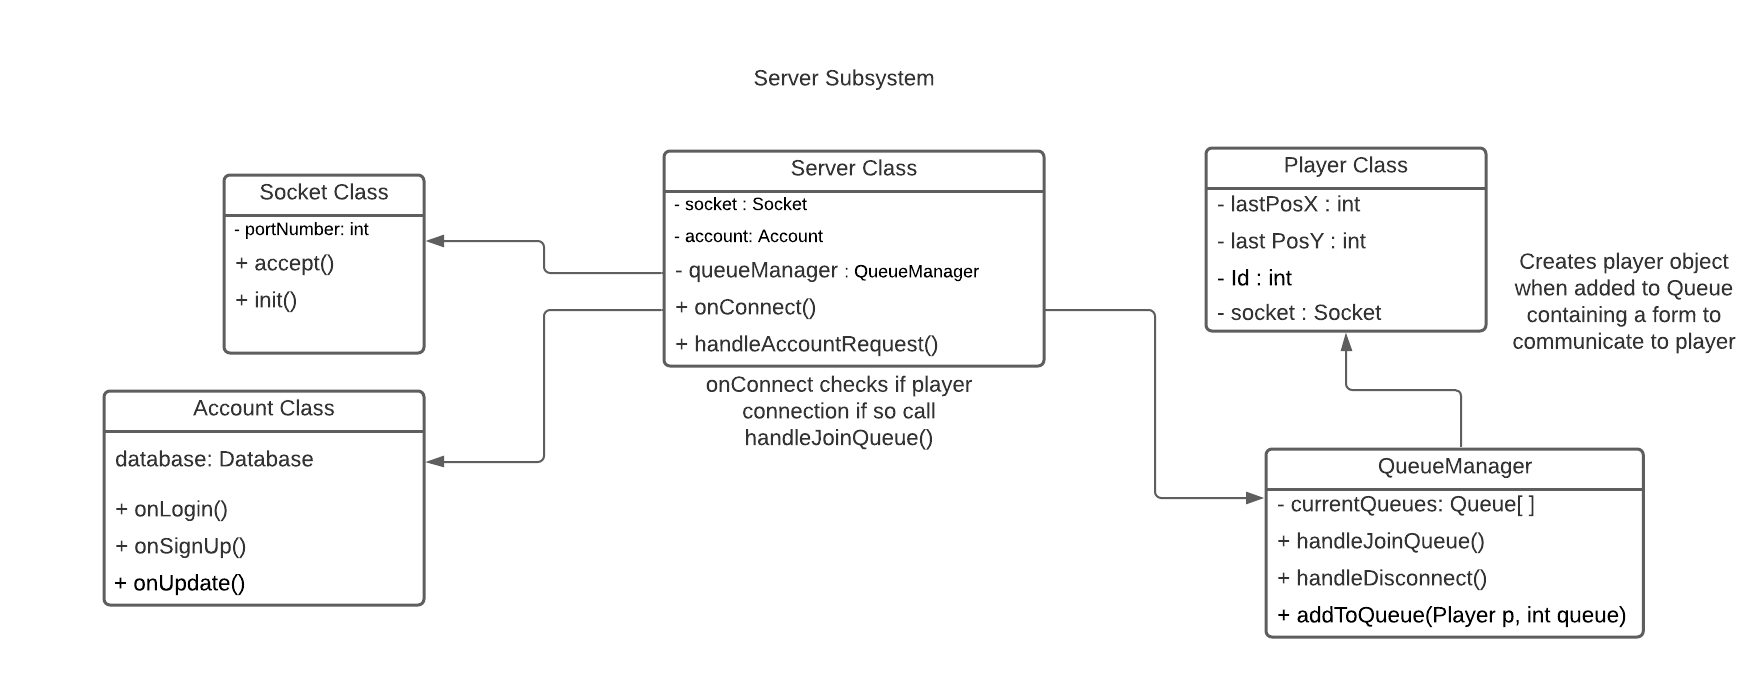 Server Subsystem
Socket Class
- portNumber: int
+ accept()
+ init()
Account Class
database: Database
+ onLogin()
+ onSignUp()
+ onUpdate()
Server Class
- socket : Socket
- account: Account
- queueManager : QueueManager
+ onConnect()
+ handleAccountRequest()
onConnect checks if player
connection if so call
handleJoinQueue()
Player Class
- lastPosX : int
- last PosY : int
- Id : int
- socket : Socket
Creates player object
when added to Queue
containing a form to
communicate to player
QueueManager
- currentQueues: Queue[ ]
+ handleJoinQueue()
+ handleDisconnect()
+ addToQueue(Player p, int queue)